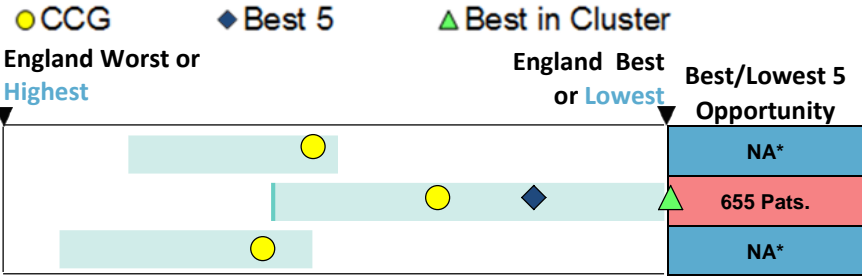 CCG Best 5 Best in Cluster
England Worst or
Highest
England Best
or Lowest
Best/Lowest 5
Opportunity
NA*
655 Pats.
NA*